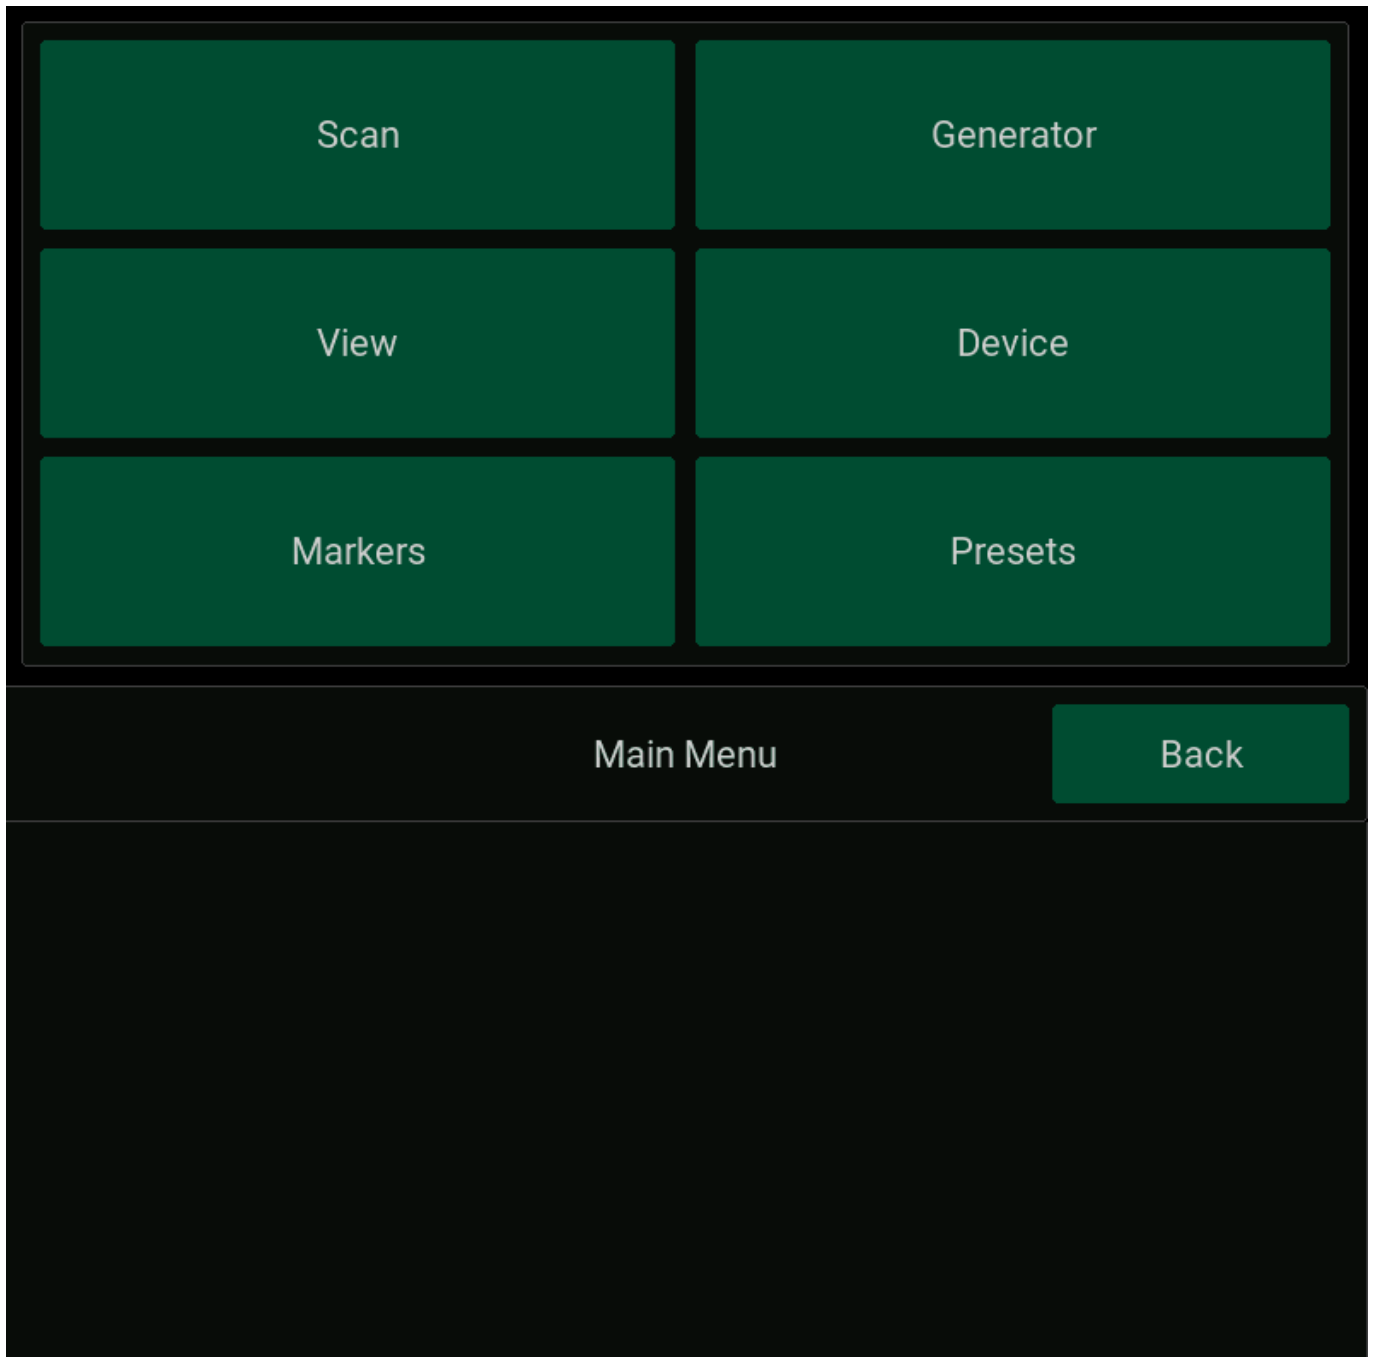 Scan
Generator
View
Device
Markers
Presets
Main Menu
Back